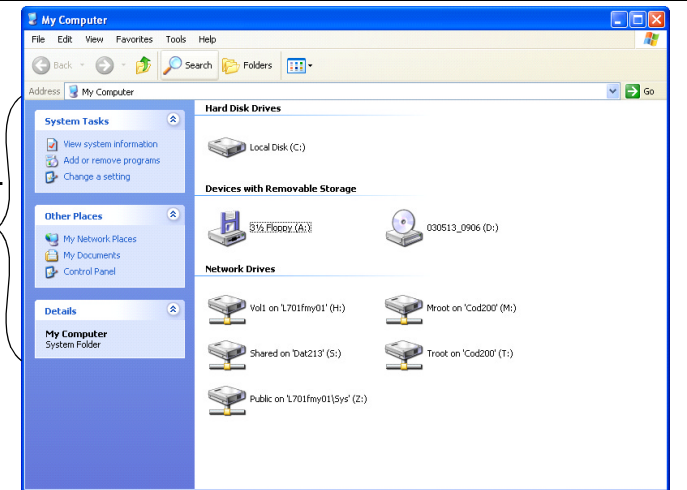 My Computer
File Edit View Favorites Tools Help
Back Search Folders
Address My Computer Go
System Tasks
View system information
Add or remove programs
Change a setting
Other Places
My Network Places
My Documents
Control Panel
Details
My Computer
System Folder
Hard Disk Drives
Local Disk (C:)
Devices with Removable Storage
3½ Floppy (A:) 030513_0906 (D:)
Network Drives
Vol1 on 'L701fmy01' (H:) Mroot on 'Cod200' (M:)
Shared on 'Dat213' (S:) Troot on 'Cod200' (T:)
Public on 'L701fmy01\Sys' (Z:)